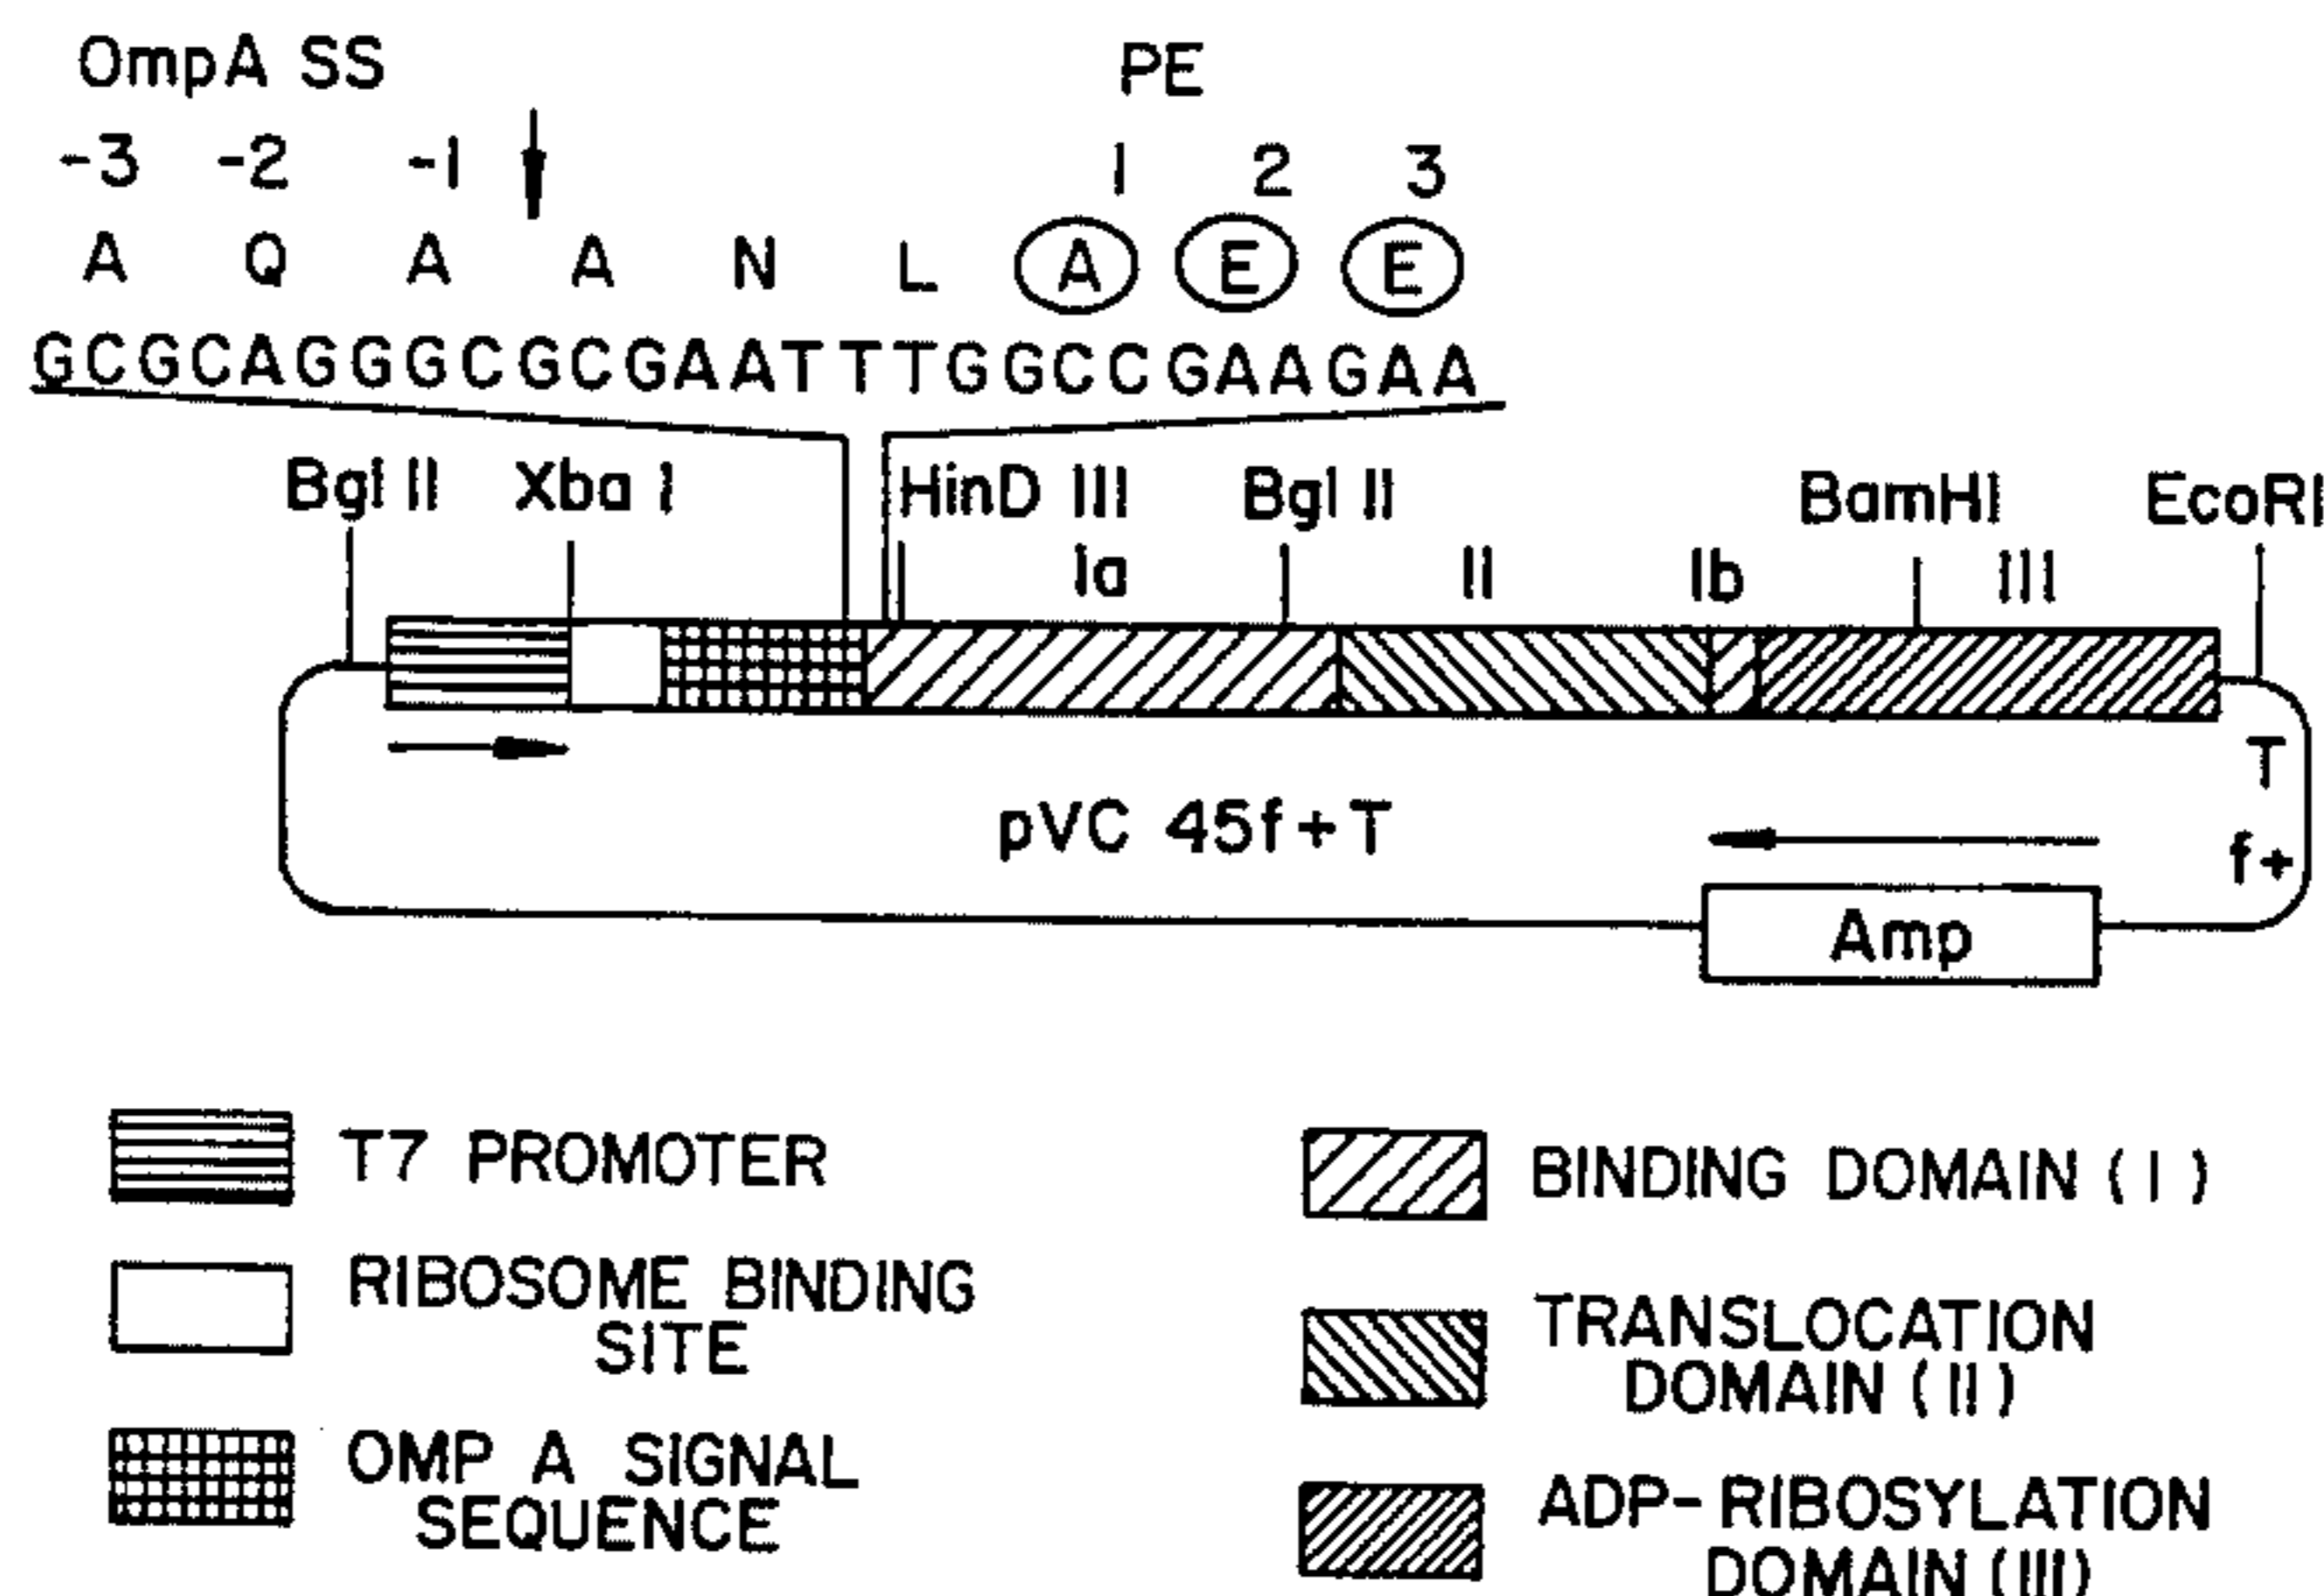 OmpA SS PE
-3 -2 -1 1 2 3
A Q A A N L A E E
GCGCAGGGCGCGAATTTGGCCGAAGAA
Bgl II Xba I HinD III Bgl II BamHI EcoRI
Ia II Ib III
T
pVC 45f+T
f+
Amp
T7 PROMOTER
RIBOSOME BINDING
SITE
OMP A SIGNAL
SEQUENCE
BINDING DOMAIN ( I )
TRANSLOCATION
DOMAIN ( II )
ADP-RIBOSYLATION
DOMAIN (III)